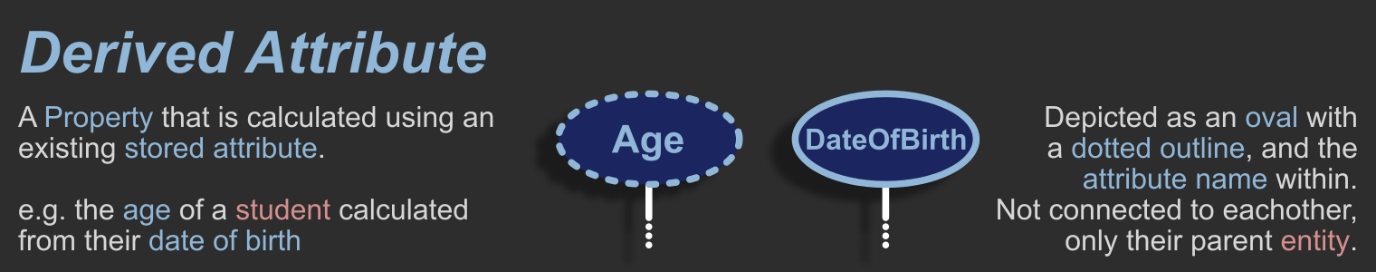 Derived Attribute
A Property that is calculated using an
existing stored attribute.
e.g. the age of a student calculated
from their date of birth
Age
DateOfBirth
Depicted as an oval with
a dotted outline, and the
attribute name within.
Not connected to eachother,
only their parent entity.